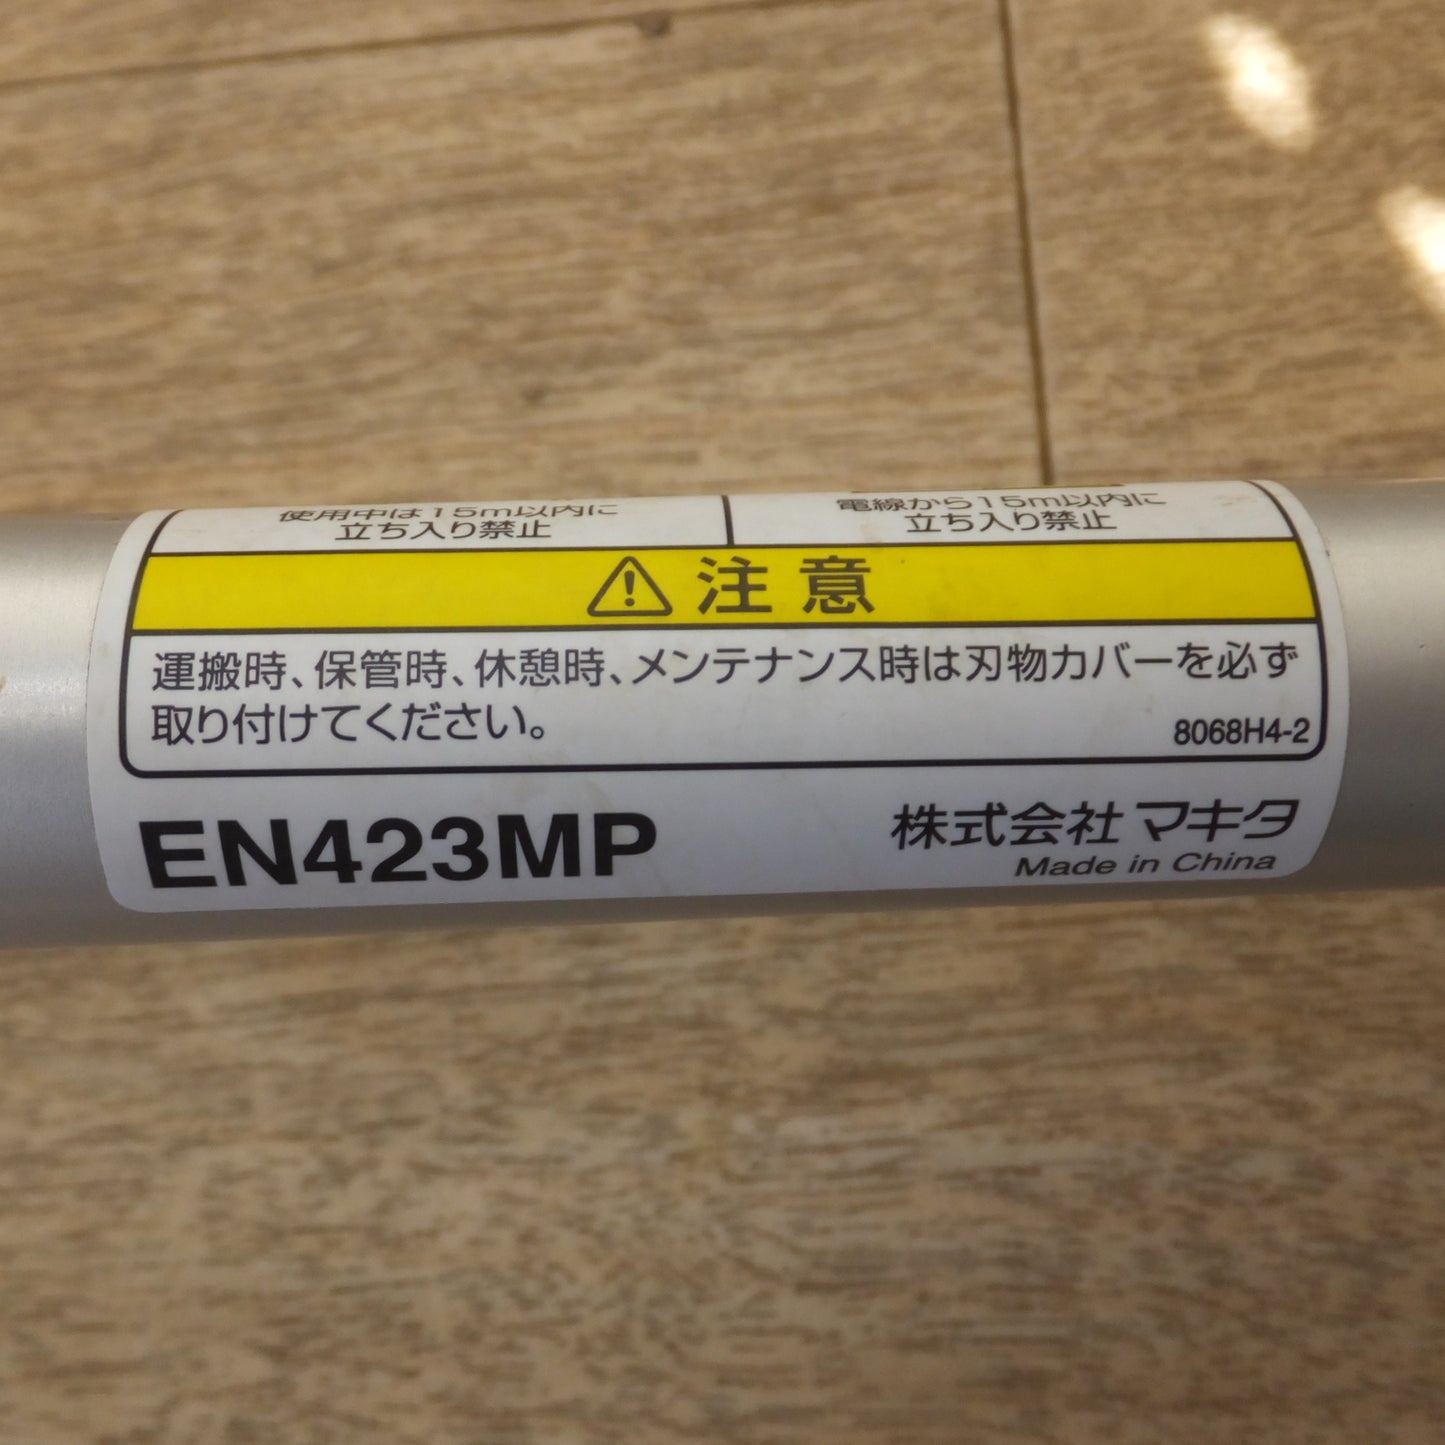 使用中は15m以内に
立ち入り禁止
電線から15m以内に
立ち入り禁止
注意
運搬時、保管時、休憩時、メンテナンス時は刃物カバーを必ず
取り付けてください。
8068H4-2
EN423MP
株式会社マキタ
Made in China